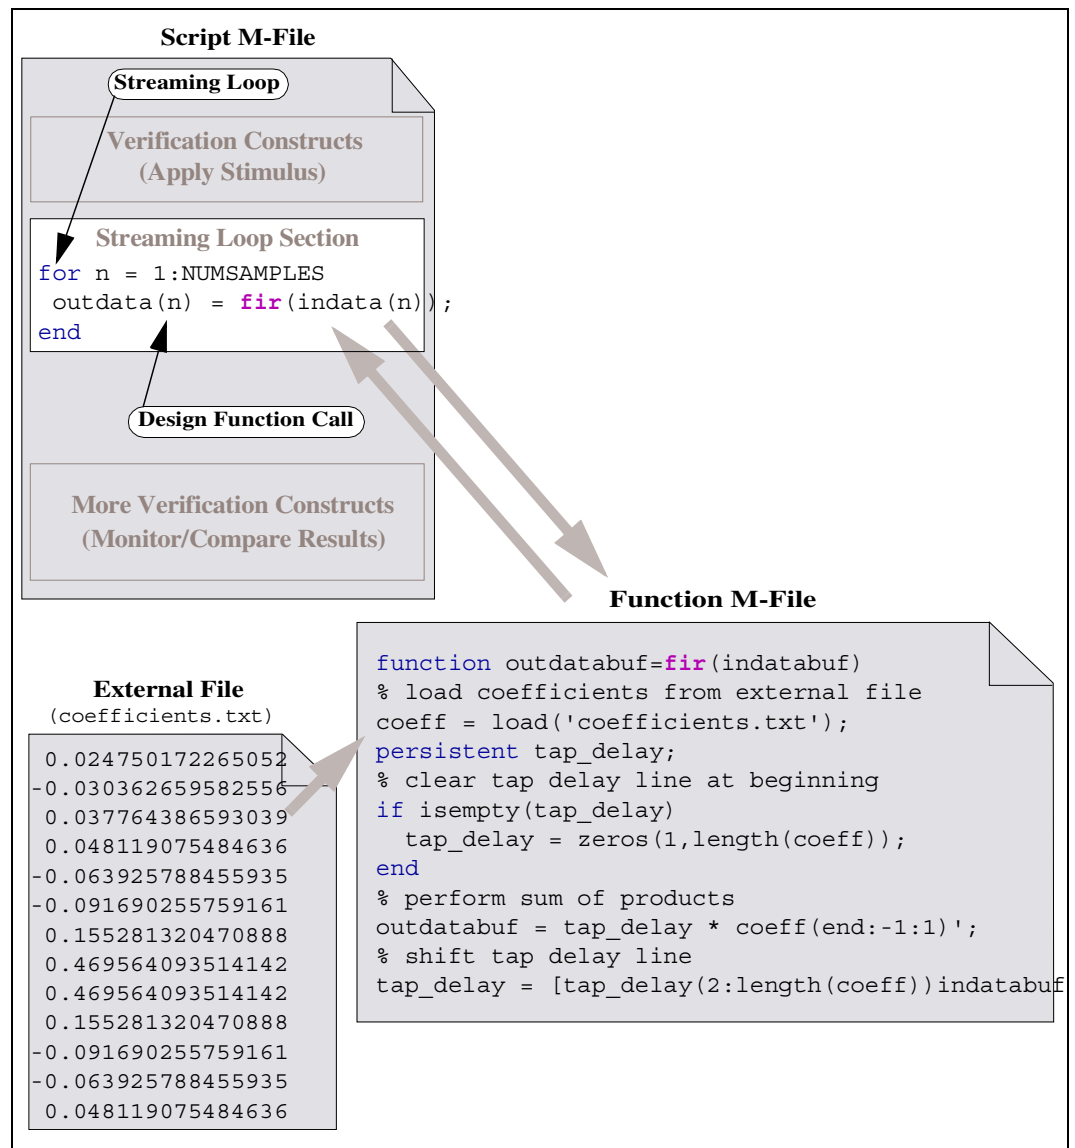 Script M-File
Streaming Loop
Verification Constructs
(Apply Stimulus)
Streaming Loop Section
for n = 1:NUMSAMPLES
outdata(n) = fir(indata(n));
end
Design Function Call
More Verification Constructs
(Monitor/Compare Results)
Function M-File
function outdatabuf=fir(indatabuf)
% load coefficients from external file
coeff = load('coefficients.txt');
persistent tap_delay;
% clear tap delay line at beginning
if isempty(tap_delay)
tap_delay = zeros(1,length(coeff));
end
% perform sum of products
outdatabuf = tap_delay * coeff(end:-1:1)';
% shift tap delay line
tap_delay = [tap_delay(2:length(coeff))indatabuf
External File
(coefficients.txt)
0.024750172265052
-0.030362659582556
0.037764386593039
0.048119075484636
-0.063925788455935
-0.091690255759161
0.155281320470888
0.469564093514142
0.469564093514142
0.155281320470888
-0.091690255759161
-0.063925788455935
0.048119075484636